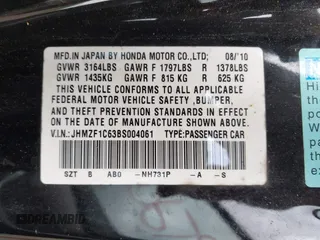 MFD. IN JAPAN BY HONDA MOTOR CO.,LTD; 08/'10
GVWR 3164LBS GAWR F 1797LBS R 1378LBS
GVWR 1435KG GAWR F 815 KG R 625 KG
THIS VEHICLE CONFORMS TO ALL APPLICABLE
FEDERAL MOTOR VEHICLE SAFETY ,BUMPER,
AND THEFT PREVENTION STANDARDS
IN EFFECT ON THE DATE OF
MANUFACTURE SHOWN ABOVE.
V.I.N.: JHMZF1C63BS004061 TYPE:PASSENGER CAR
SZT B AB0 -NH731P -A -S
Hi
DREAMBID